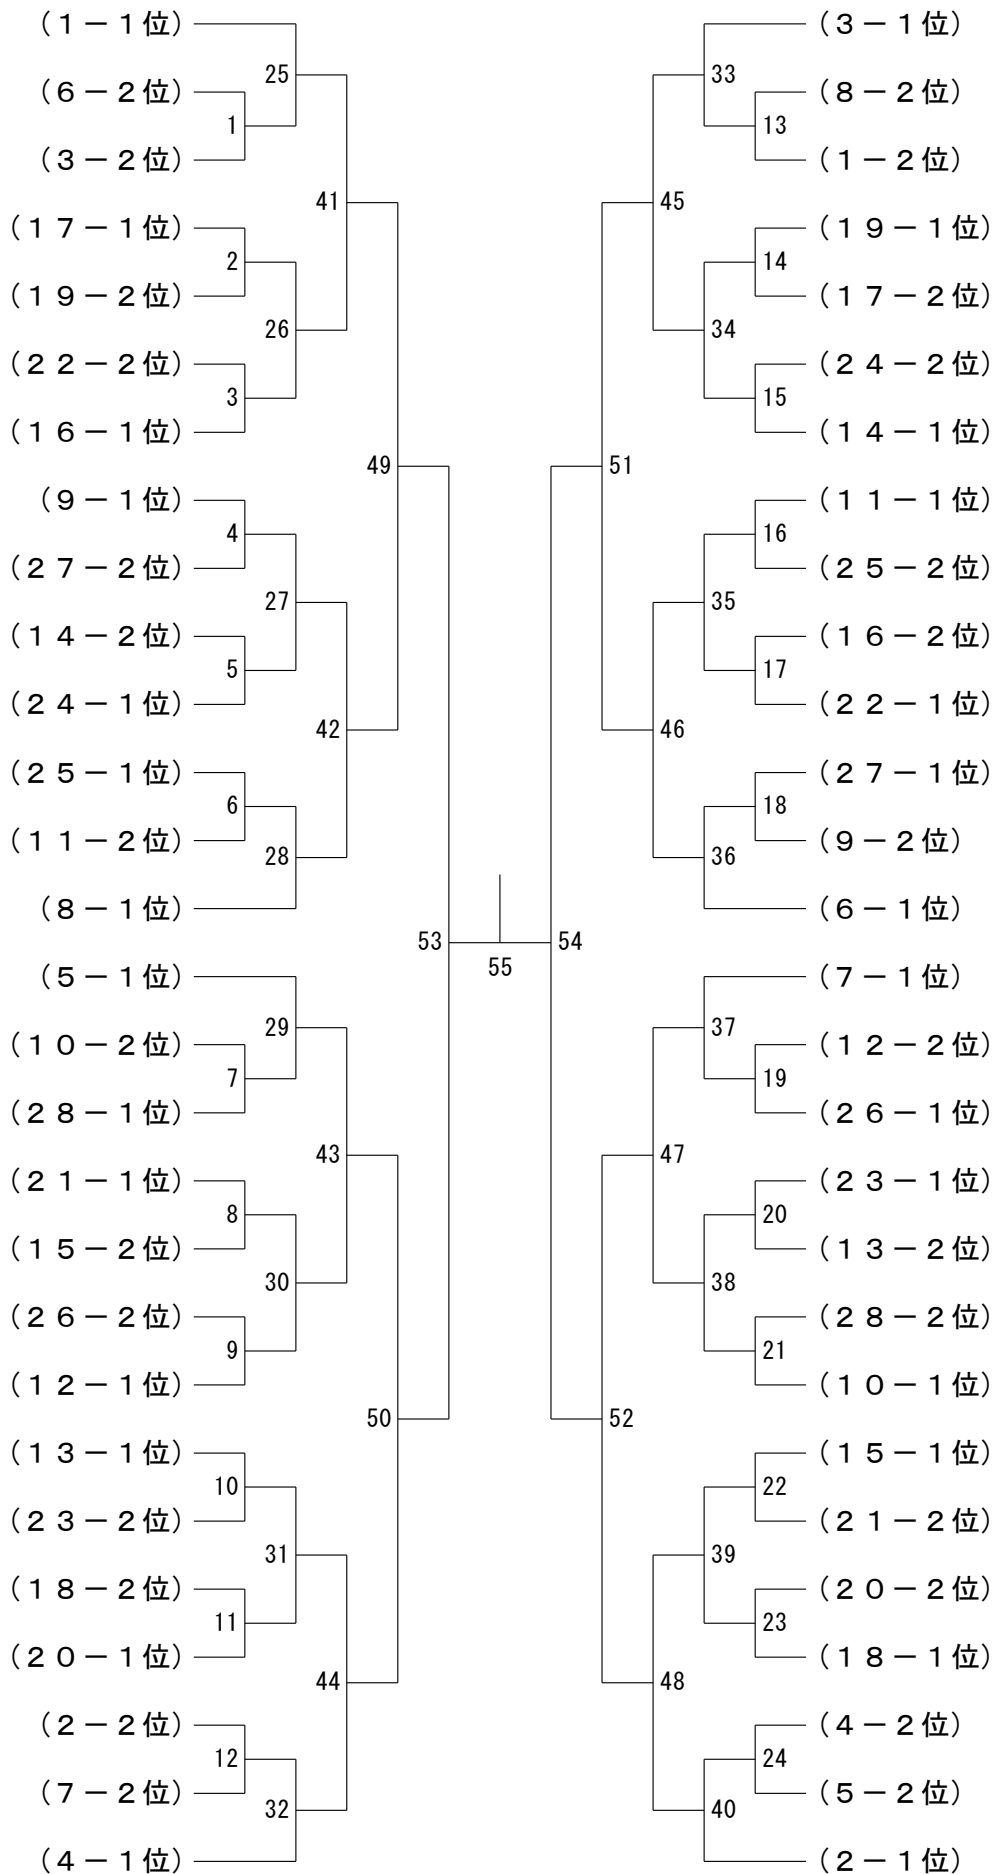 （１－１位） （３－１位）
25 33
（６－２位） （８－２位）
1 13
（３－２位） （１－２位）
41 45
（１７－１位） （１９－１位）
2 14
（１９－２位） （１７－２位）
26 34
（２２－２位） （２４－２位）
3 15
（１６－１位） （１４－１位）
49 51
（９－１位） （１１－１位）
4 16
（２７－２位） （２５－２位）
27 35
（１４－２位） （１６－２位）
5 17
（２４－１位） （２２－１位）
42 46
（２５－１位） （２７－１位）
6 18
（１１－２位） （９－２位）
28 36
（８－１位） （６－１位）
53 54
55
（５－１位） （７－１位）
29 37
（１０－２位） （１２－２位）
7 19
（２８－１位） （２６－１位）
43 47
（２１－１位） （２３－１位）
8 20
（１５－２位） （１３－２位）
30 38
（２６－２位） （２８－２位）
9 21
（１２－１位） （１０－１位）
50 52
（１３－１位） （１５－１位）
10 22
（２３－２位） （２１－２位）
31 39
（１８－２位） （２０－２位）
11 23
（２０－１位） （１８－１位）
44 48
（２－２位） （４－２位）
12 24
（７－２位） （５－２位）
32 40
（４－１位） （２－１位）